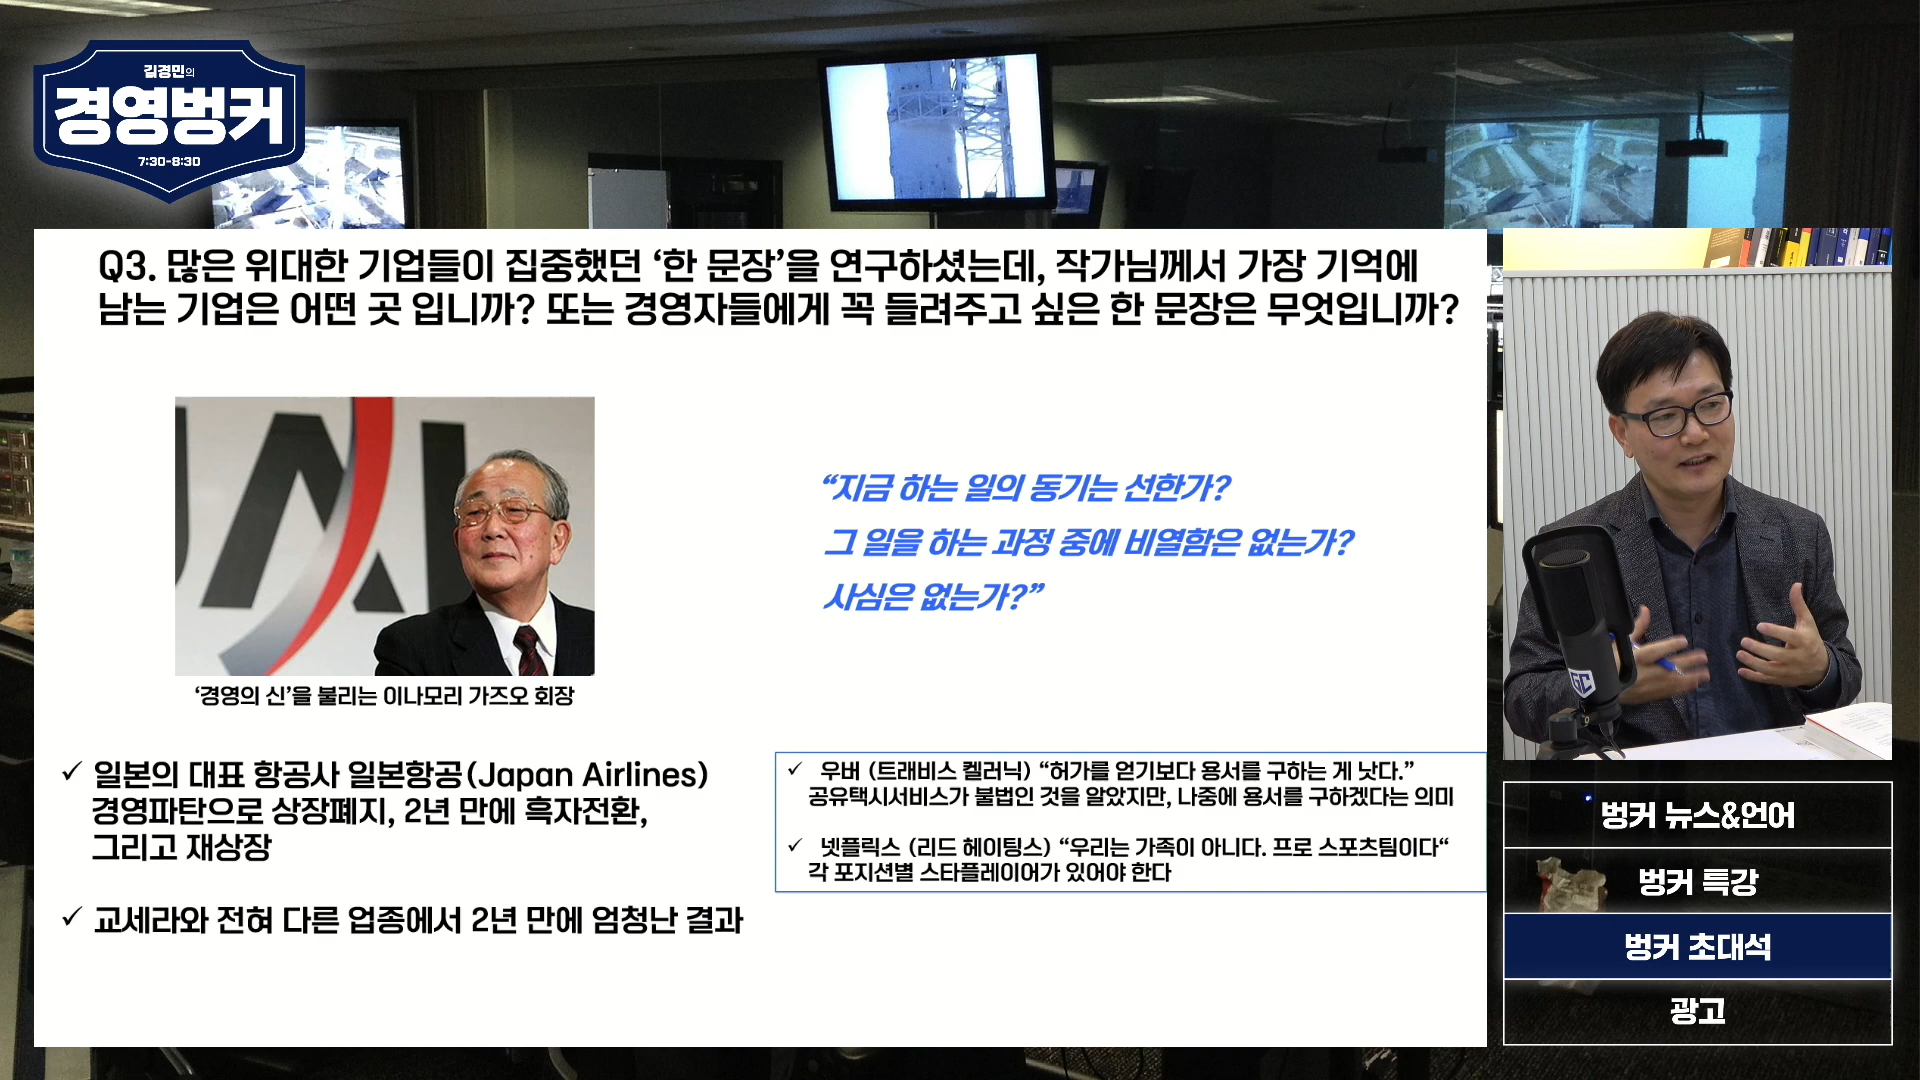 김경민의
경영벙커
7:30-8:30
Q3. 많은 위대한 기업들이 집중했던 ‘한 문장’을 연구하셨는데, 작가님께서 가장 기억에
남는 기업은 어떤 곳 입니까? 또는 경영자들에게 꼭 들려주고 싶은 한 문장은 무엇입니까?
“지금 하는 일의 동기는 선한가?
그 일을 하는 과정 중에 비열함은 없는가?
사심은 없는가?”
‘경영의 신’을 불리는 이나모리 가즈오 회장
✓ 일본의 대표 항공사 일본항공(Japan Airlines)
경영파탄으로 상장폐지, 2년 만에 흑자전환,
그리고 재상장
✓ 교세라와 전혀 다른 업종에서 2년 만에 엄청난 결과
✓ 우버 (트래비스 켈러닉) “허가를 얻기보다 용서를 구하는 게 낫다.”
공유택시서비스가 불법인 것을 알았지만, 나중에 용서를 구하겠다는 의미
✓ 넷플릭스 (리드 헤이팅스) “우리는 가족이 아니다. 프로 스포츠팀이다“
각 포지션별 스타플레이어가 있어야 한다
GC
벙커 뉴스&언어
벙커 특강
벙커 초대석
광고